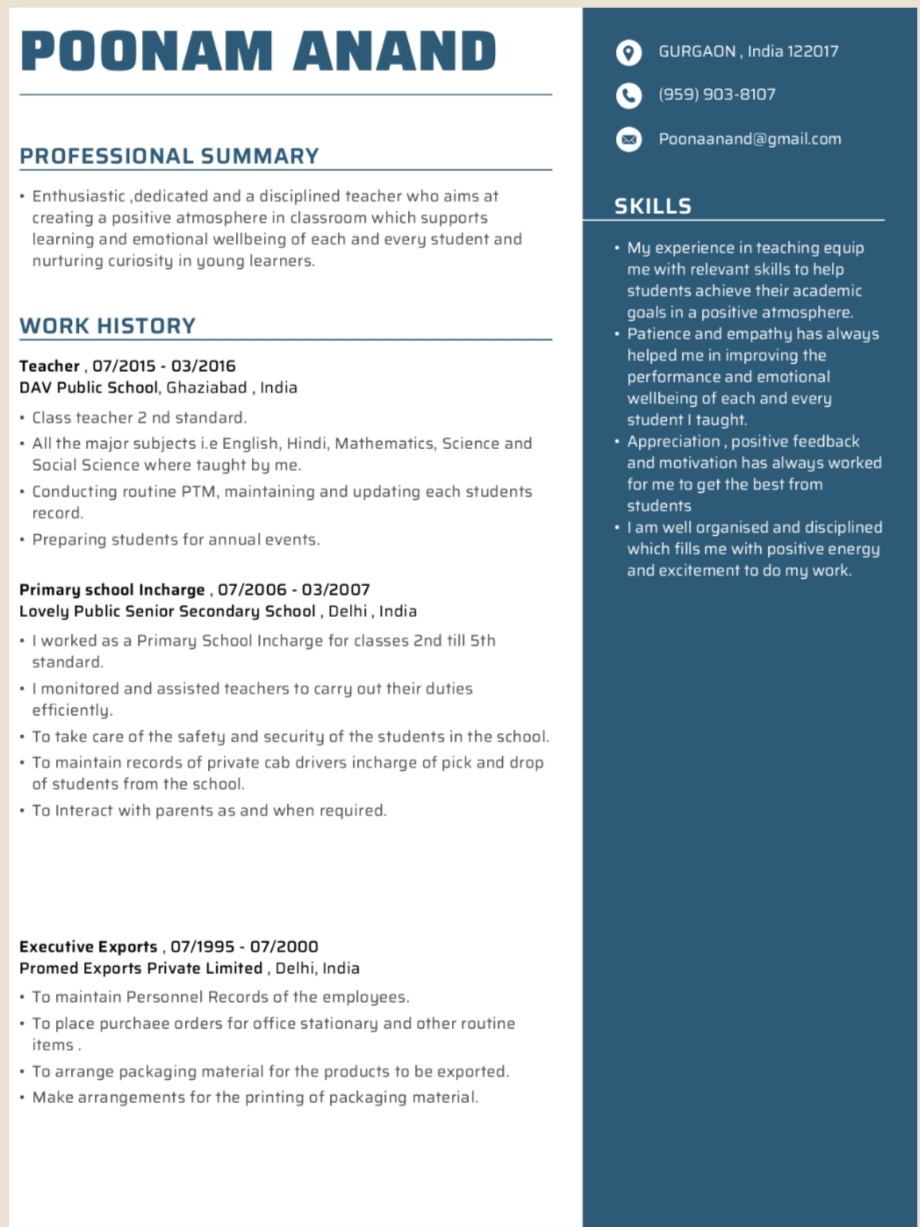 POONAM ANAND
PROFESSIONAL SUMMARY
• Enthusiastic ,dedicated and a disciplined teacher who aims at
creating a positive atmosphere in classroom which supports
learning and emotional wellbeing of each and every student and
nurturing curiosity in young learners.
WORK HISTORY
Teacher , 07/2015 - 03/2016
DAV Public School, Ghaziabad , India
• Class teacher 2 nd standard.
• All the major subjects i.e English, Hindi, Mathematics, Science and
Social Science where taught by me.
• Conducting routine PTM, maintaining and updating each students
record.
• Preparing students for annual events.
Primary school Incharge , 07/2006 - 03/2007
Lovely Public Senior Secondary School , Delhi , India
• I worked as a Primary School Incharge for classes 2nd till 5th
standard.
• I monitored and assisted teachers to carry out their duties
efficiently.
• To take care of the safety and security of the students in the school.
• To maintain records of private cab drivers incharge of pick and drop
of students from the school.
• To Interact with parents as and when required.
Executive Exports , 07/1995 - 07/2000
Promed Exports Private Limited , Delhi, India
• To maintain Personnel Records of the employees.
• To place purchaee orders for office stationary and other routine
items .
• To arrange packaging material for the products to be exported.
• Make arrangements for the printing of packaging material.
GURGAON , India 122017
(959) 903-8107
Poonaanand@gmail.com
SKILLS
• My experience in teaching equip
me with relevant skills to help
students achieve their academic
goals in a positive atmosphere.
• Patience and empathy has always
helped me in improving the
performance and emotional
wellbeing of each and every
student I taught.
• Appreciation , positive feedback
and motivation has always worked
for me to get the best from
students
• I am well organised and disciplined
which fills me with positive energy
and excitement to do my work.